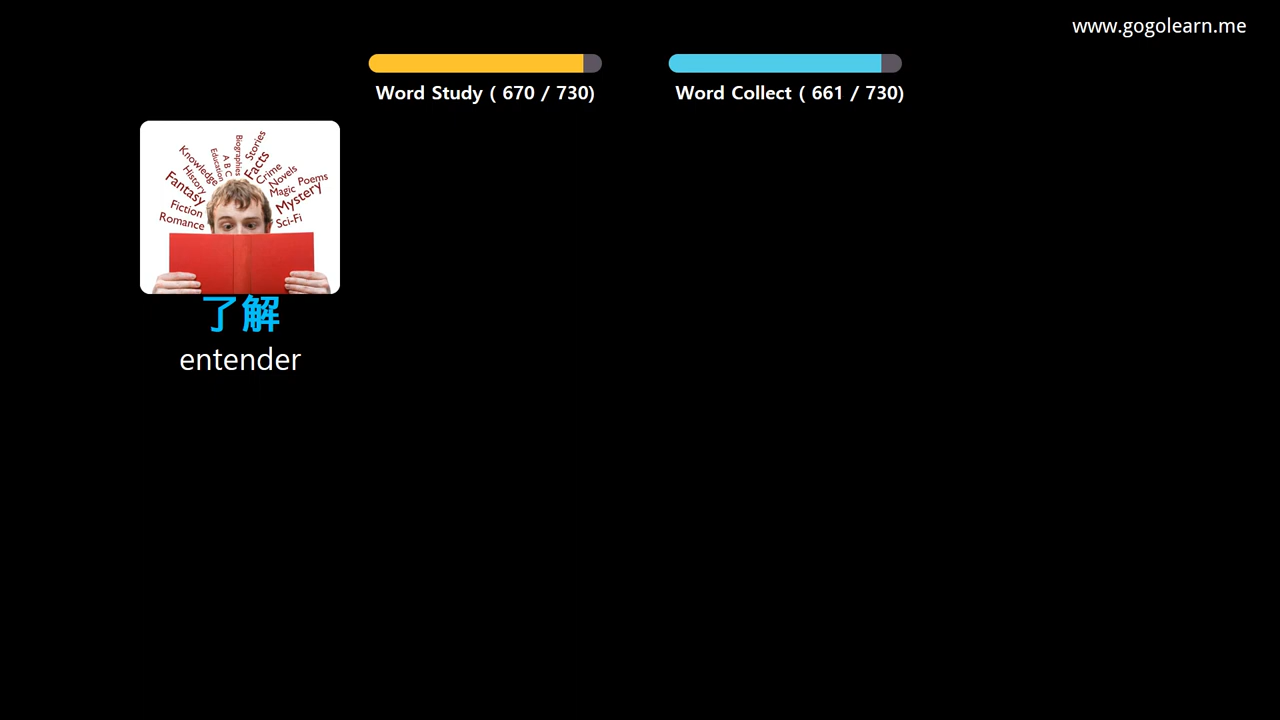 www.gogolearn.me
Word Study ( 670 / 730)
Word Collect ( 661 / 730)
Biographies
Stories
Knowledge
Education
A B C
Facts
Crime
Novels
History
Magic
Poems
Fantasy
Mystery
Fiction
Romance
Sci-Fi
了解
entender